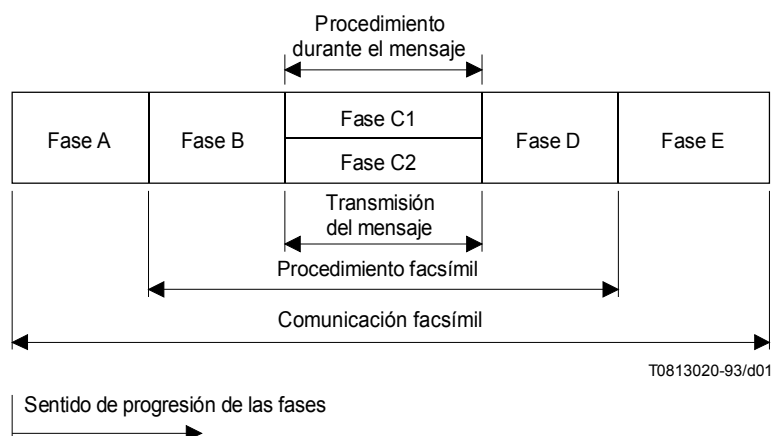 Procedimiento
durante el mensaje
Fase A
Fase B
Fase C1
Fase C2
Fase D
Fase E
Transmisión
del mensaje
Procedimiento facsímil
Comunicación facsímil
T0813020-93/d01
Sentido de progresión de las fases